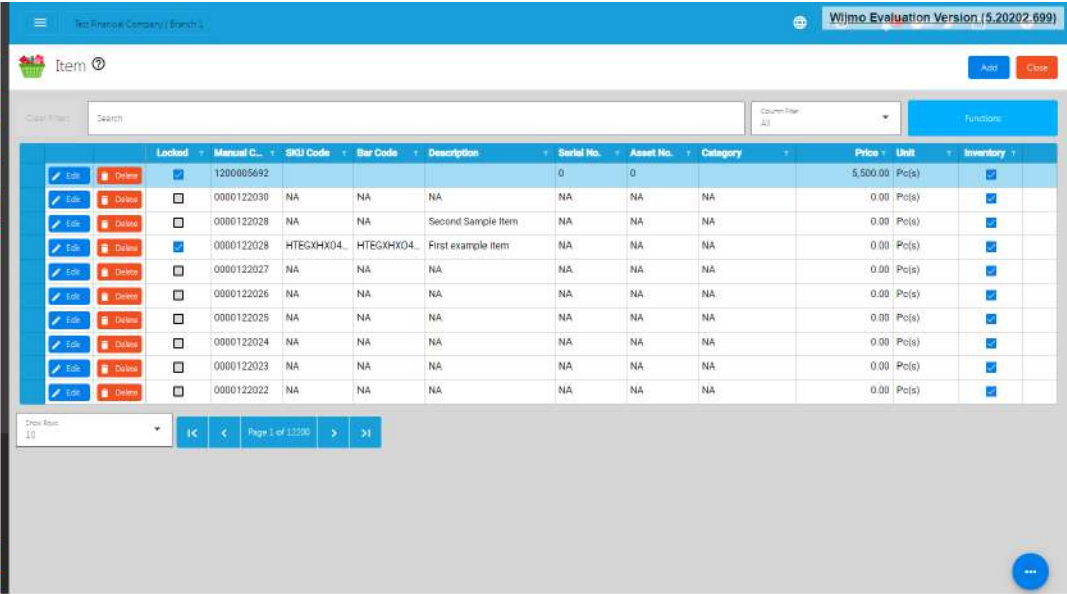 Test Financial Company | Branch 1
Wijmo Evaluation Version (5.20202.699)
Item
Add
Close
Clear Filters
Search
Column Filter
All
Functions
Locked Manual C... SKU Code Bar Code Description Serial No. Asset No. Category Price Unit Inventory
Edit Delete 1200005692 0 0 5,500.00 Pc(s)
Edit Delete 0000122030 NA NA NA NA NA NA 0.00 Pc(s)
Edit Delete 0000122028 NA NA Second Sample Item NA NA NA 0.00 Pc(s)
Edit Delete 0000122028 HTEGXHX04... HTEGXHX04... First example item NA NA NA 0.00 Pc(s)
Edit Delete 0000122027 NA NA NA NA NA NA 0.00 Pc(s)
Edit Delete 0000122026 NA NA NA NA NA NA 0.00 Pc(s)
Edit Delete 0000122025 NA NA NA NA NA NA 0.00 Pc(s)
Edit Delete 0000122024 NA NA NA NA NA NA 0.00 Pc(s)
Edit Delete 0000122023 NA NA NA NA NA NA 0.00 Pc(s)
Edit Delete 0000122022 NA NA NA NA NA NA 0.00 Pc(s)
Show Rows
10
Page 1 of 12200